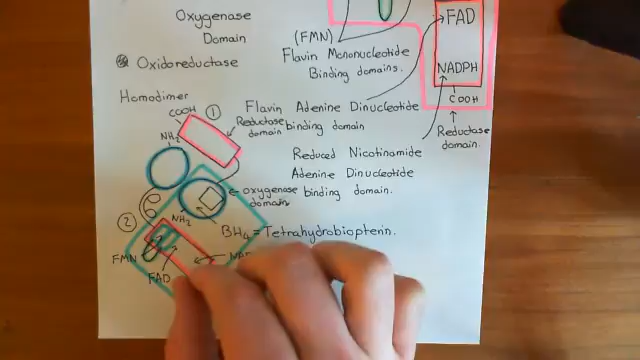 Oxygenase
Domain
Oxidoreductase
(FMN)
Flavin Mononucleotide
Binding domains.
FAD
NADPH
COOH
Reductase
domain.
Homodimer
COOH
①
Reductase
domain
NH₂
Flavin Adenine Dinucleotide
binding domain
Reduced Nicotinamide
Adenine Dinucleotide
binding domain.
oxygenase
domain
②
NH₂
BH₄ = Tetrahydrobiopterin.
FMN
FAD